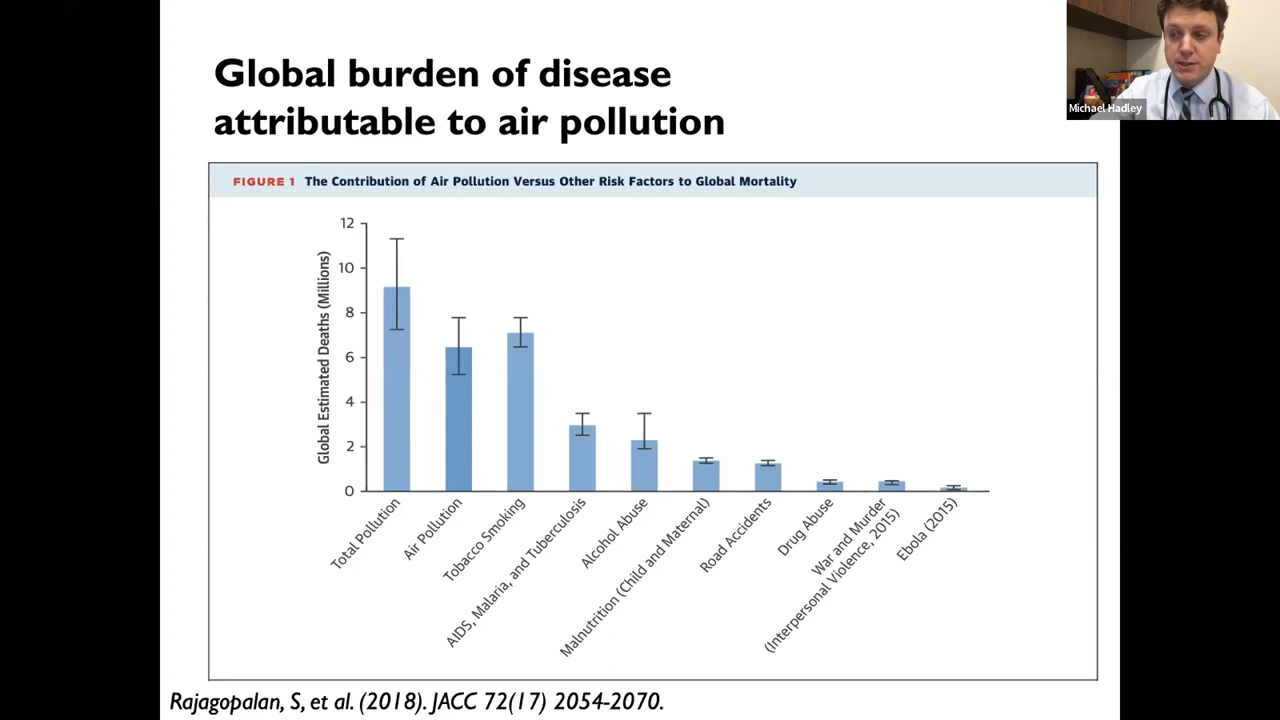 Global burden of disease
attributable to air pollution
Michael Hadley
FIGURE 1 The Contribution of Air Pollution Versus Other Risk Factors to Global Mortality
Global Estimated Deaths (Millions)
12
10
8
6
4
2
0
Total Pollution
Air Pollution
Tobacco Smoking
AIDS, Malaria, and Tuberculosis
Alcohol Abuse
Malnutrition (Child and Maternal)
Road Accidents
Drug Abuse
War and Murder
(Interpersonal Violence, 2015)
Ebola (2015)
Rajagopalan, S, et al. (2018). JACC 72(17) 2054-2070.